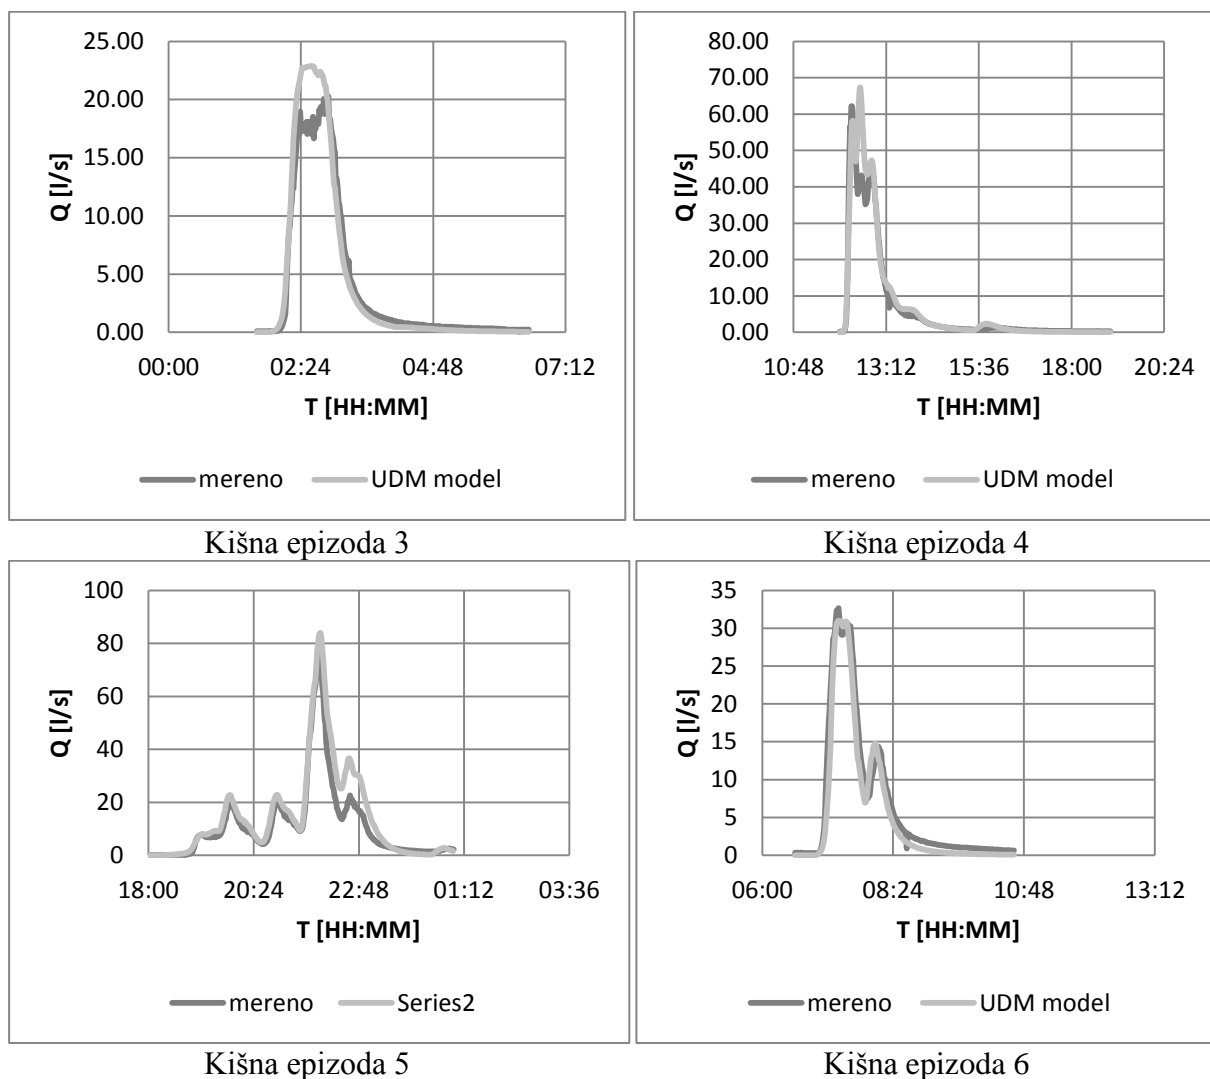 25.00
20.00
15.00
10.00
5.00
0.00
Q [l/s]
00:00 02:24 04:48 07:12
T [HH:MM]
mereno UDM model
Kišna epizoda 3
80.00
70.00
60.00
50.00
40.00
30.00
20.00
10.00
0.00
Q [l/s]
10:48 13:12 15:36 18:00 20:24
T [HH:MM]
mereno UDM model
Kišna epizoda 4
100
80
60
40
20
0
Q [l/s]
18:00 20:24 22:48 01:12 03:36
T [HH:MM]
mereno Series2
Kišna epizoda 5
35
30
25
20
15
10
5
0
Q [l/s]
06:00 08:24 10:48 13:12
T [HH:MM]
mereno UDM model
Kišna epizoda 6